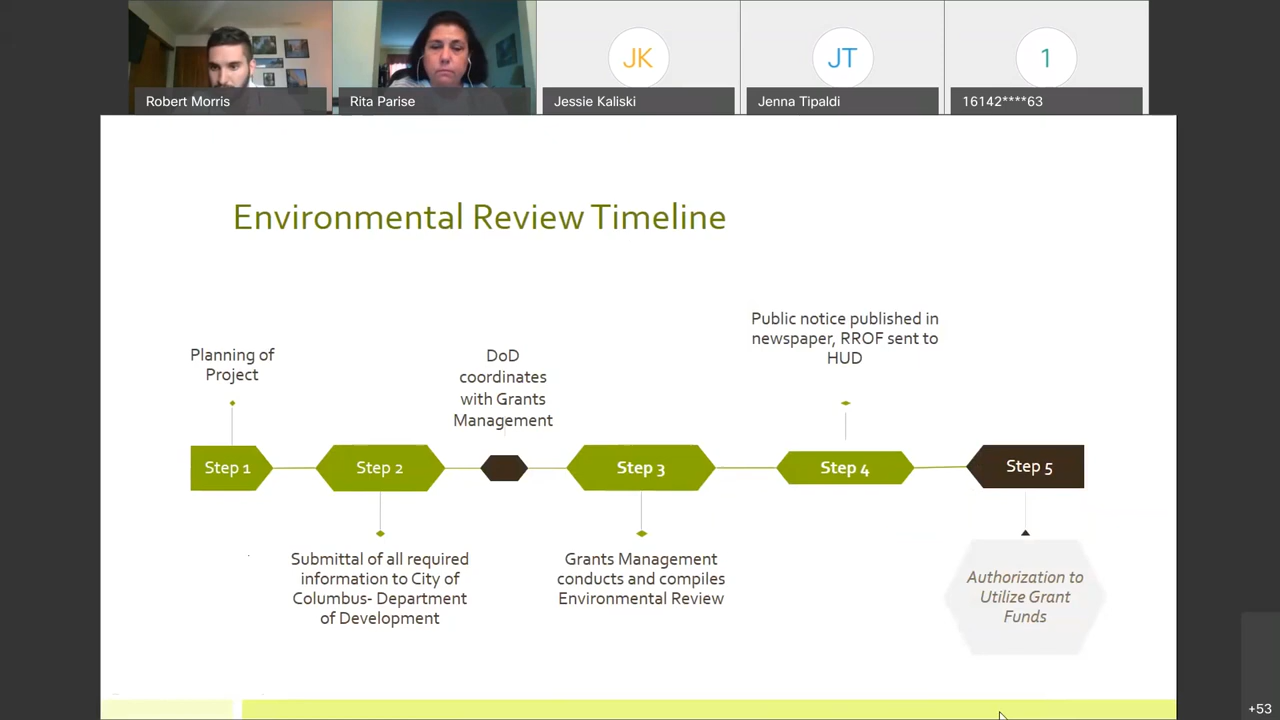 JK
JT
1
Robert Morris
Rita Parise
Jessie Kaliski
Jenna Tipaldi
16142****63
Environmental Review Timeline
Planning of
Project
DoD
coordinates
with Grants
Management
Public notice published in
newspaper, RROF sent to
HUD
Step 1
Step 2
Step 3
Step 4
Step 5
Submittal of all required
information to City of
Columbus- Department
of Development
Grants Management
conducts and compiles
Environmental Review
Authorization to
Utilize Grant
Funds
+53